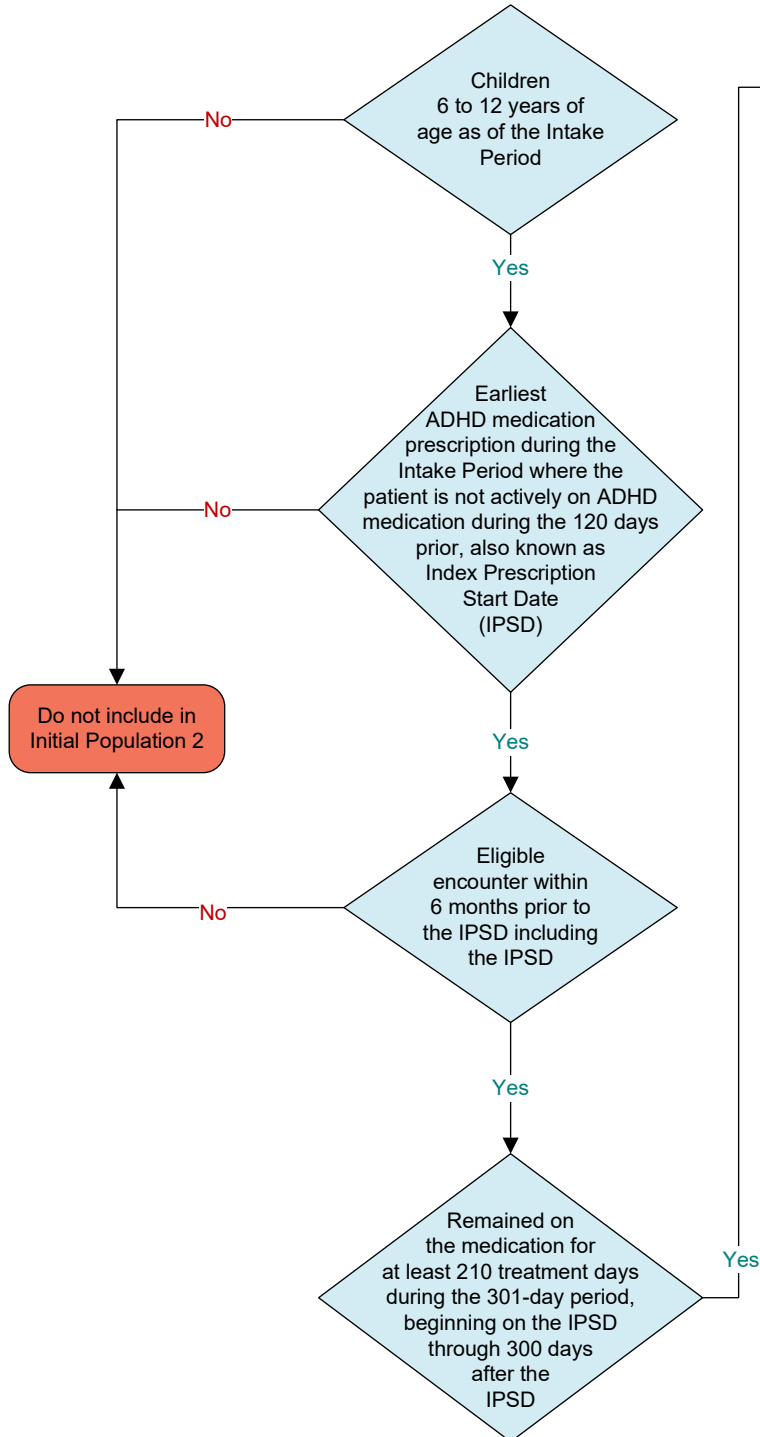 Children
6 to 12 years of
age as of the Intake
Period
No
Yes
Earliest
ADHD medication
prescription during the
Intake Period where the
patient is not actively on ADHD
medication during the 120 days
prior, also known as
Index Prescription
Start Date
(IPSD)
No
Do not include in
Initial Population 2
Yes
Eligible
encounter within
6 months prior to
the IPSD including
the IPSD
No
Yes
Remained on
the medication for
at least 210 treatment days
during the 301-day period,
beginning on the IPSD
through 300 days
after the
IPSD
Yes